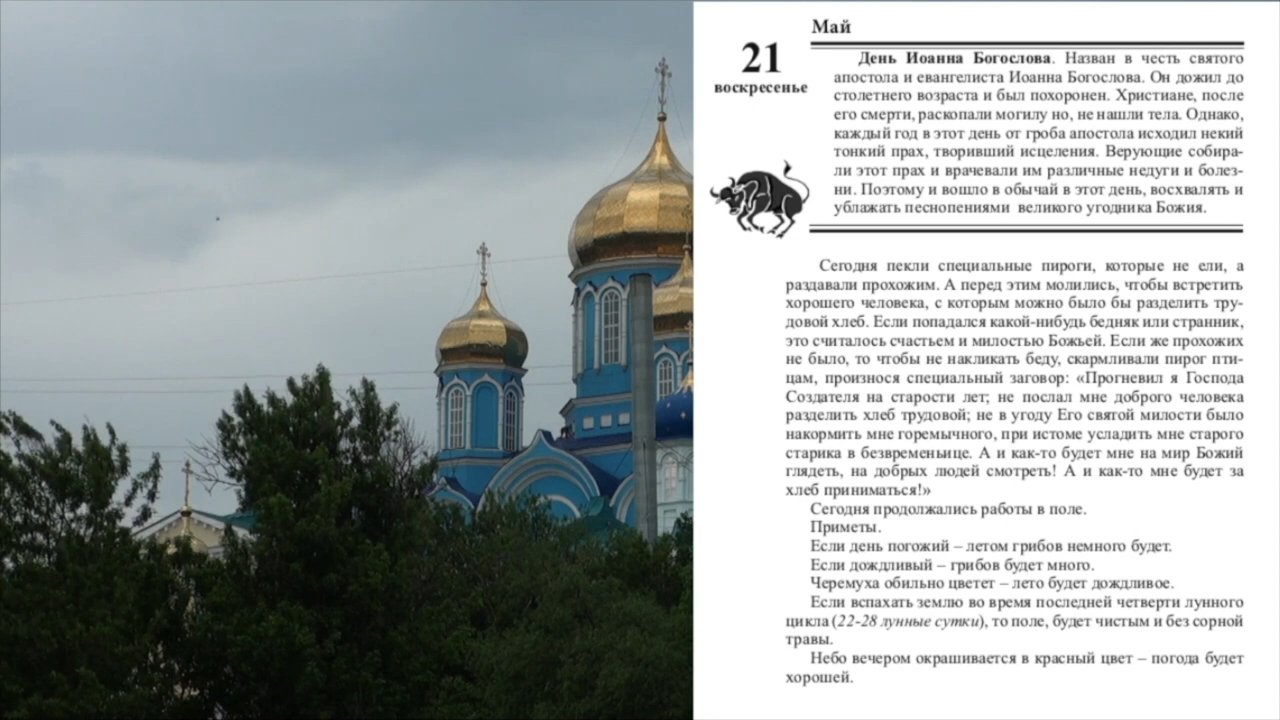 Май
21
воскресенье
День Иоанна Богослова. Назван в честь святого
апостола и евангелиста Иоанна Богослова. Он дожил до
столетнего возраста и был похоронен. Христиане, после
его смерти, раскопали могилу но, не нашли тела. Однако,
каждый год в этот день от гроба апостола исходил некий
тонкий прах, творивший исцеления. Верующие собира-
ли этот прах и врачевали им различные недуги и болез-
ни. Поэтому и вошло в обычай в этот день, восхвалять и
ублажать песнопениями великого угодника Божия.
Сегодня пекли специальные пироги, которые не ели, а
раздавали прохожим. А перед этим молились, чтобы встретить
хорошего человека, с которым можно было бы разделить тру-
довой хлеб. Если попадался какой-нибудь бедняк или странник,
это считалось счастьем и милостью Божьей. Если же прохожих
не было, то чтобы не накликать беду, скармливали пирог пти-
цам, произнося специальный заговор: «Прогневил я Господа
Создателя на старости лет; не послал мне доброго человека
разделить хлеб трудовой; не в угоду Его святой милости было
накормить мне горемычного, при истоме усладить мне старого
старика в безвременьице. А и как-то будет мне на мир Божий
глядеть, на добрых людей смотреть! А и как-то мне будет за
хлеб приниматься!»
Сегодня продолжались работы в поле.
Приметы.
Если день погожий – летом грибов немного будет.
Если дождливый – грибов будет много.
Черемуха обильно цветет – лето будет дождливое.
Если вспахать землю во время последней четверти лунного
цикла (22-28 лунные сутки), то поле, будет чистым и без сорной
травы.
Небо вечером окрашивается в красный цвет – погода будет
хорошей.